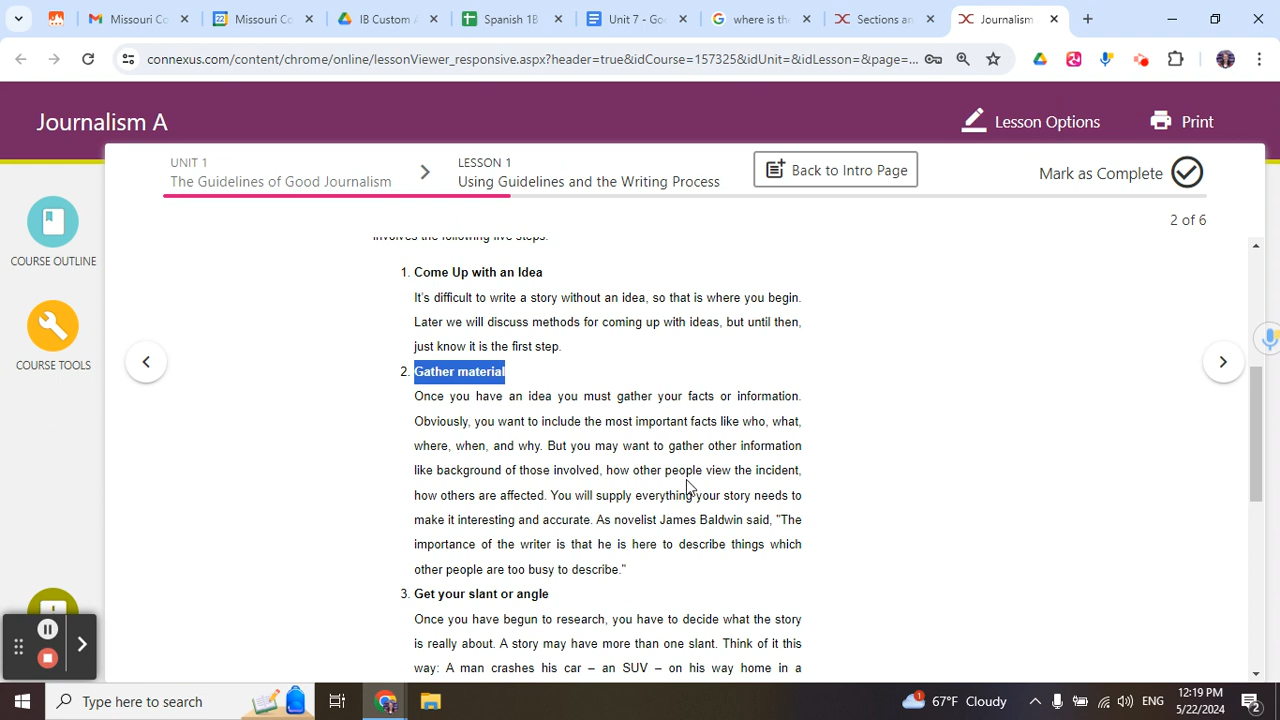 Missouri Co
Missouri Co
IB Custom
Spanish 1B
Unit 7 - Goo
where is the
Sections an
Journalism
connexus.com/content/chrome/online/lessonViewer_responsive.aspx?header=true&idCourse=157325&idUnit=&idLesson=&page=...
Journalism A
Lesson Options
Print
UNIT 1
The Guidelines of Good Journalism
LESSON 1
Using Guidelines and the Writing Process
Back to Intro Page
Mark as Complete
2 of 6
COURSE OUTLINE
COURSE TOOLS
involves the following five steps.
1. Come Up with an Idea
It's difficult to write a story without an idea, so that is where you begin.
Later we will discuss methods for coming up with ideas, but until then,
just know it is the first step.
2. Gather material
Once you have an idea you must gather your facts or information.
Obviously, you want to include the most important facts like who, what,
where, when, and why. But you may want to gather other information
like background of those involved, how other people view the incident,
how others are affected. You will supply everything your story needs to
make it interesting and accurate. As novelist James Baldwin said, "The
importance of the writer is that he is here to describe things which
other people are too busy to describe."
3. Get your slant or angle
Once you have begun to research, you have to decide what the story
is really about. A story may have more than one slant. Think of it this
way: A man crashes his car – an SUV – on his way home in a
Type here to search
1
67°F Cloudy
ENG
12:19 PM
5/22/2024
2